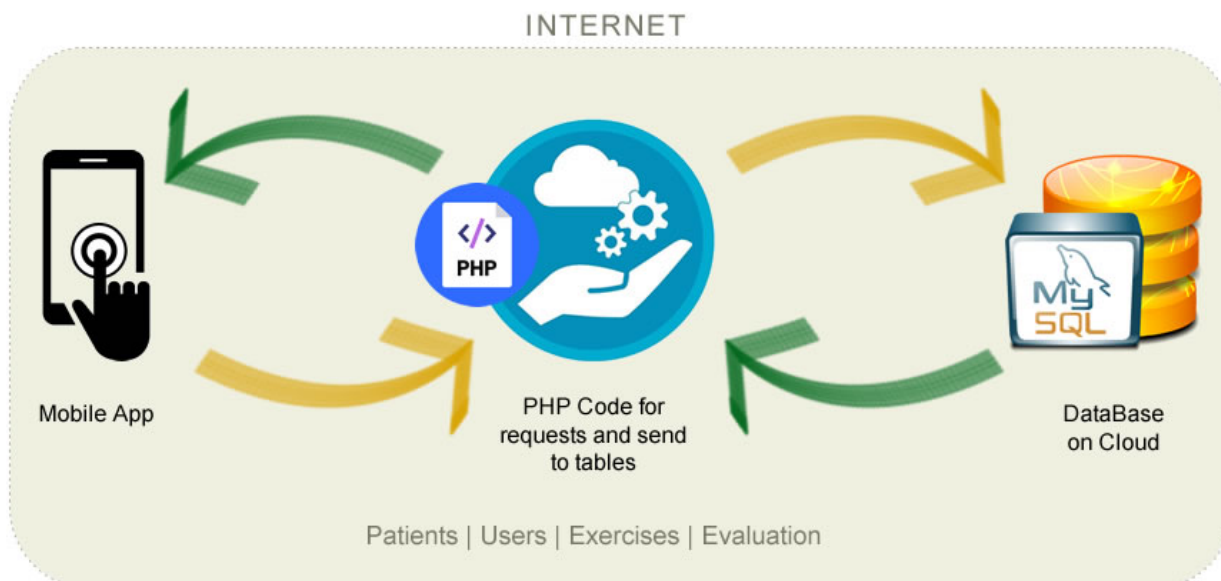 INTERNET
</>
PHP
My
SQL
Mobile App
PHP Code for
requests and send
to tables
DataBase
on Cloud
Patients | Users | Exercises | Evaluation